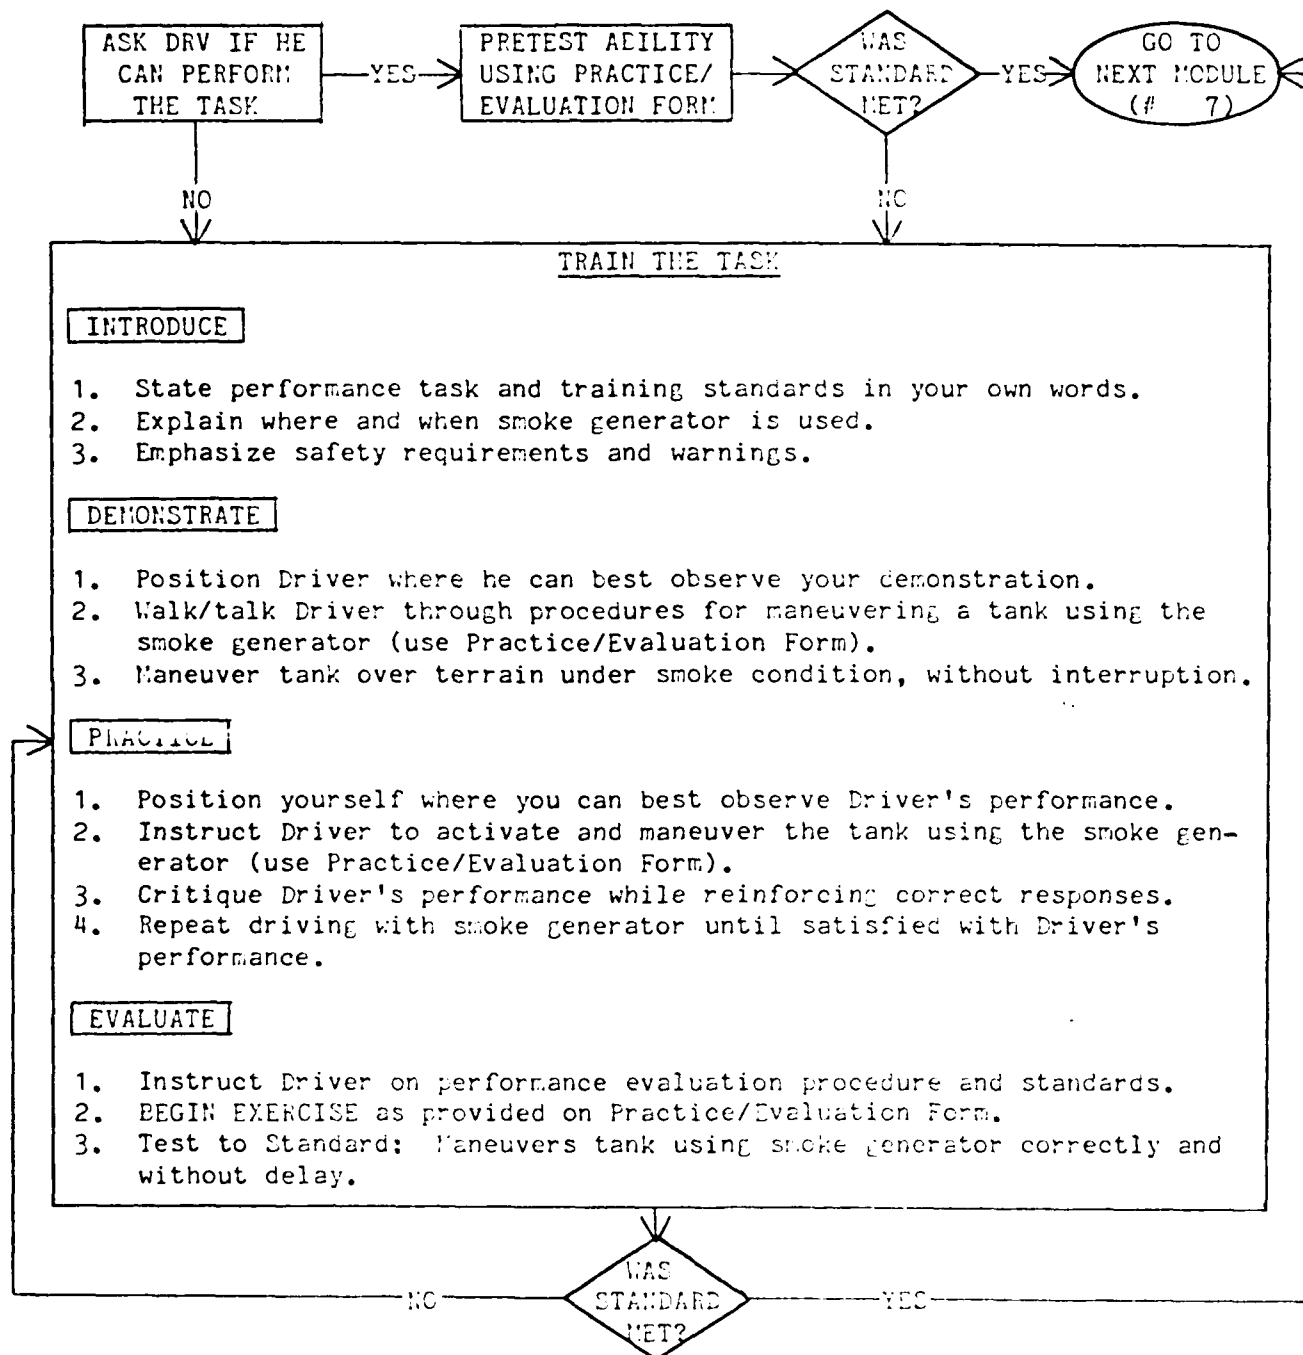 ASK DRV IF HE
CAN PERFORM
THE TASK
YES
PRETEST ABILITY
USING PRACTICE/
EVALUATION FORM
WAS
STANDARD
MET?
YES
GO TO
NEXT MODULE
(# 7)
NO
NO
TRAIN THE TASK
INTRODUCE
1. State performance task and training standards in your own words.
2. Explain where and when smoke generator is used.
3. Emphasize safety requirements and warnings.
DEMONSTRATE
1. Position Driver where he can best observe your demonstration.
2. Walk/talk Driver through procedures for maneuvering a tank using the
smoke generator (use Practice/Evaluation Form).
3. Maneuver tank over terrain under smoke condition, without interruption.
PRACTICE
1. Position yourself where you can best observe Driver's performance.
2. Instruct Driver to activate and maneuver the tank using the smoke gen-
erator (use Practice/Evaluation Form).
3. Critique Driver's performance while reinforcing correct responses.
4. Repeat driving with smoke generator until satisfied with Driver's
performance.
EVALUATE
1. Instruct Driver on performance evaluation procedure and standards.
2. BEGIN EXERCISE as provided on Practice/Evaluation Form.
3. Test to Standard: Maneuvers tank using smoke generator correctly and
without delay.
WAS
STANDARD
MET?
NO
YES